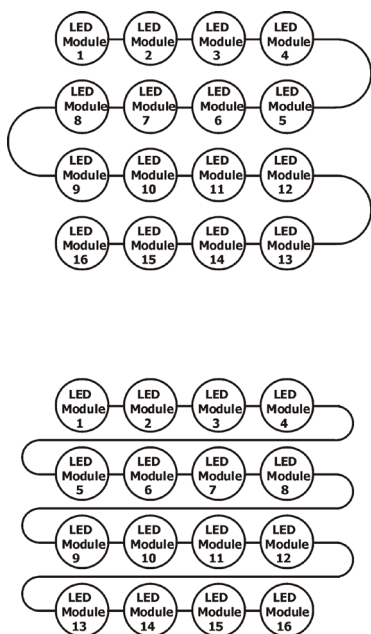 LED Module 1 LED Module 2 LED Module 3 LED Module 4
LED Module 8 LED Module 7 LED Module 6 LED Module 5
LED Module 9 LED Module 10 LED Module 11 LED Module 12
LED Module 16 LED Module 15 LED Module 14 LED Module 13
LED Module 1 LED Module 2 LED Module 3 LED Module 4
LED Module 5 LED Module 6 LED Module 7 LED Module 8
LED Module 9 LED Module 10 LED Module 11 LED Module 12
LED Module 13 LED Module 14 LED Module 15 LED Module 16